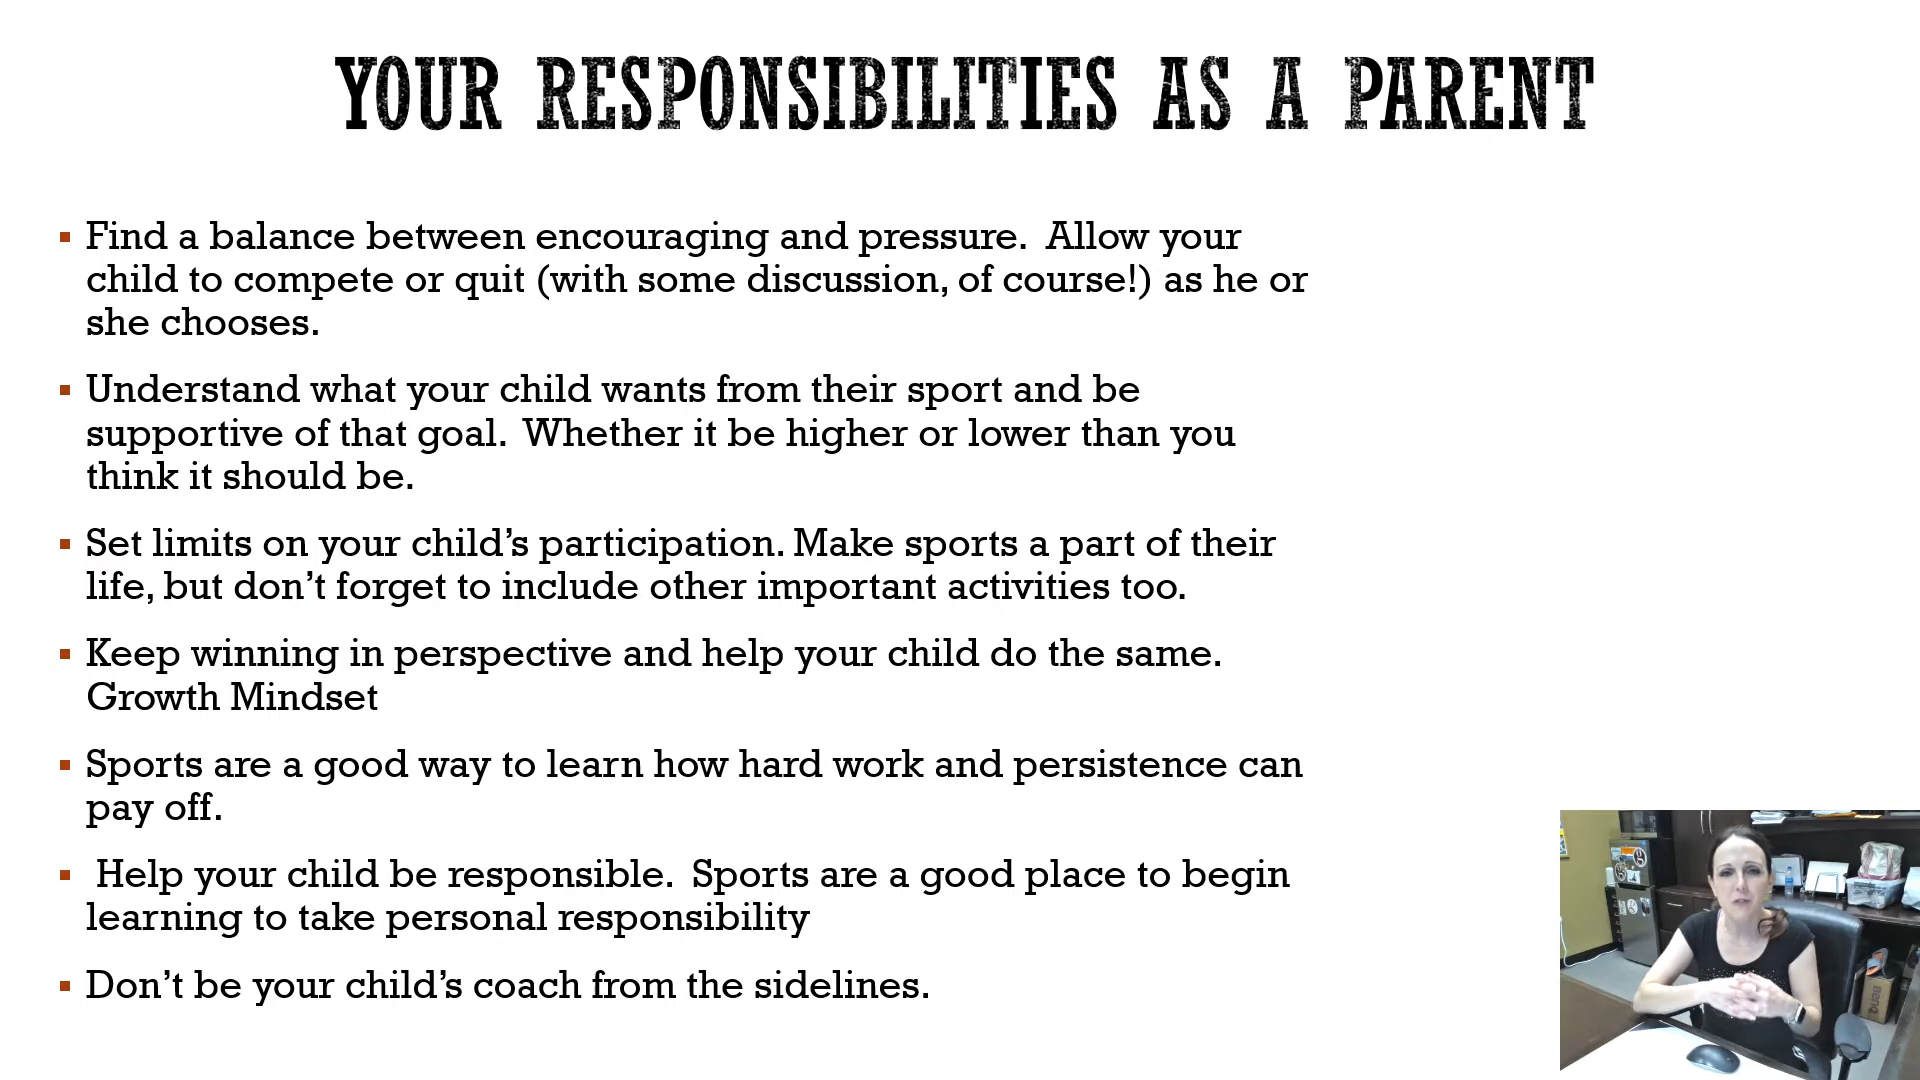 YOUR RESPONSIBILITIES AS A PARENT
Find a balance between encouraging and pressure.  Allow your
child to compete or quit (with some discussion, of course!) as he or
she chooses.
Understand what your child wants from their sport and be
supportive of that goal.  Whether it be higher or lower than you
think it should be.
Set limits on your child’s participation. Make sports a part of their
life, but don’t forget to include other important activities too.
Keep winning in perspective and help your child do the same.
Growth Mindset
Sports are a good way to learn how hard work and persistence can
pay off.
Help your child be responsible.  Sports are a good place to begin
learning to take personal responsibility
Don’t be your child’s coach from the sidelines.
BenQ